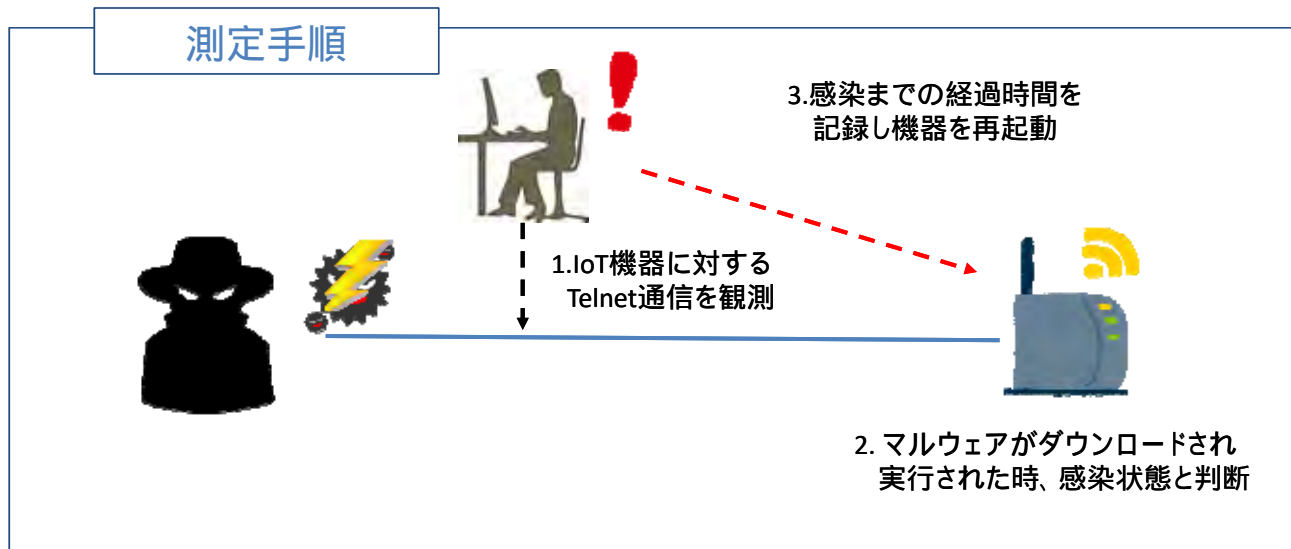 測定手順
3.感染までの経過時間を
記録し機器を再起動
1.IoT機器に対する
Telnet通信を観測
2. マルウェアがダウンロードされ
実行された時、感染状態と判断